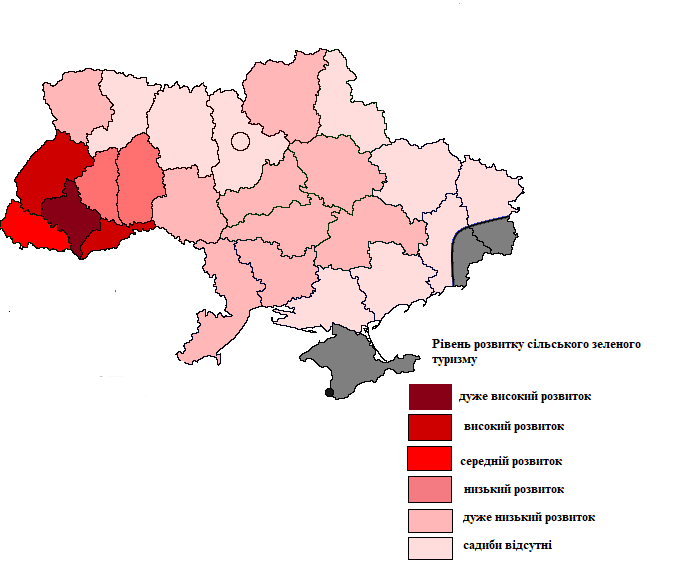 Рівень розвитку сільського зеленого
туризму
дуже високий розвиток
високий розвиток
середній розвиток
низький розвиток
дуже низький розвиток
садиби відсутні